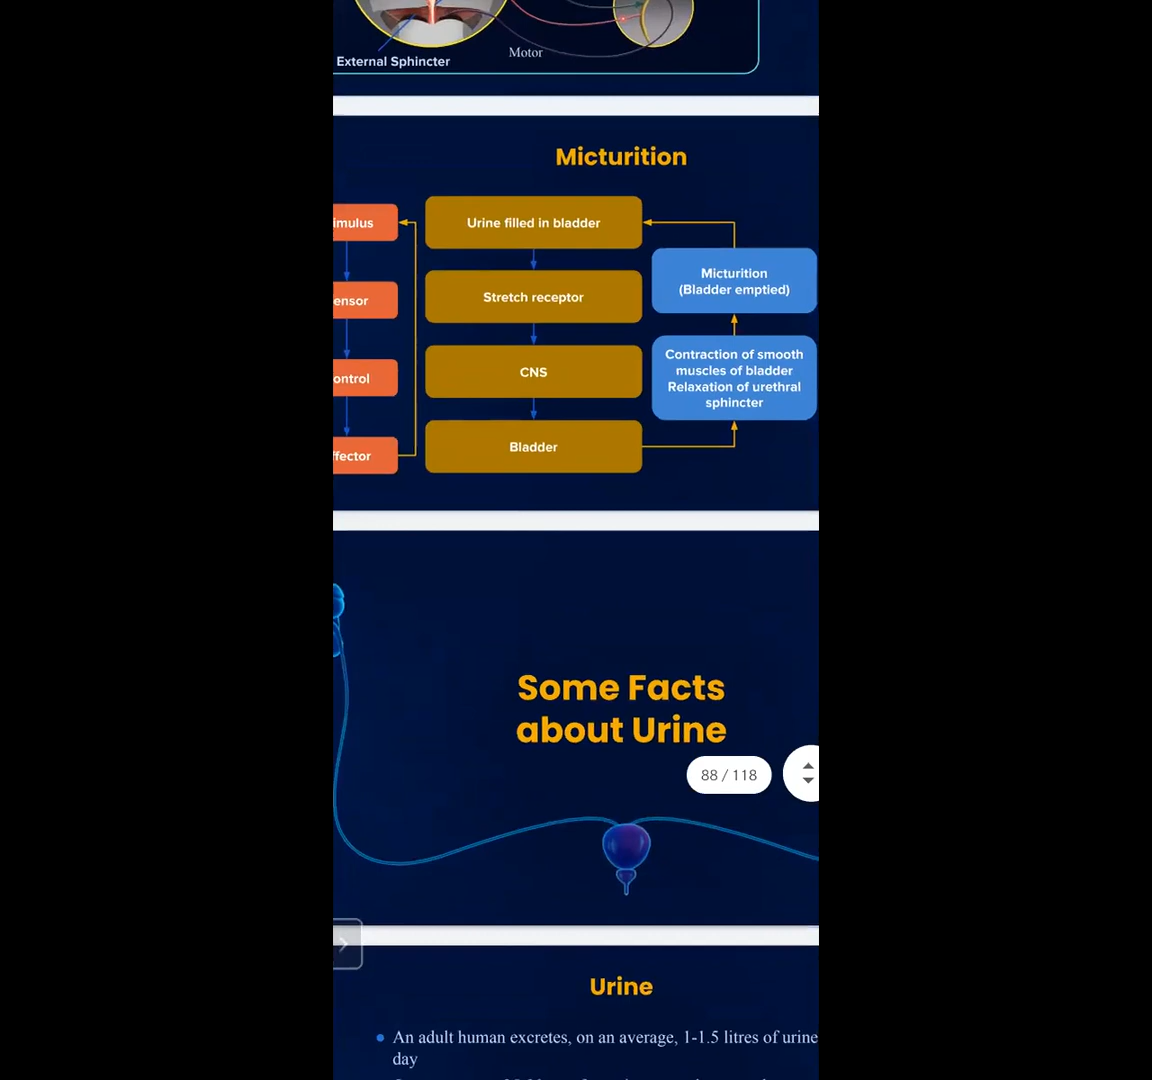 External Sphincter
Motor
Micturition
imulus
Urine filled in bladder
Micturition
(Bladder emptied)
ensor
Stretch receptor
Contraction of smooth
muscles of bladder
Relaxation of urethral
sphincter
ontrol
CNS
ffector
Bladder
Some Facts
about Urine
88 / 118
Urine
An adult human excretes, on an average, 1-1.5 litres of urine
day